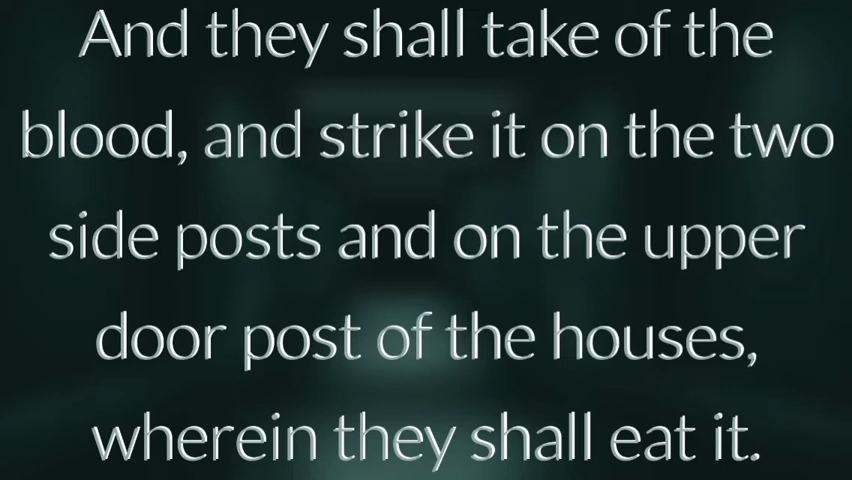 And they shall take of the
blood, and strike it on the two
side posts and on the upper
door post of the houses,
wherein they shall eat it.